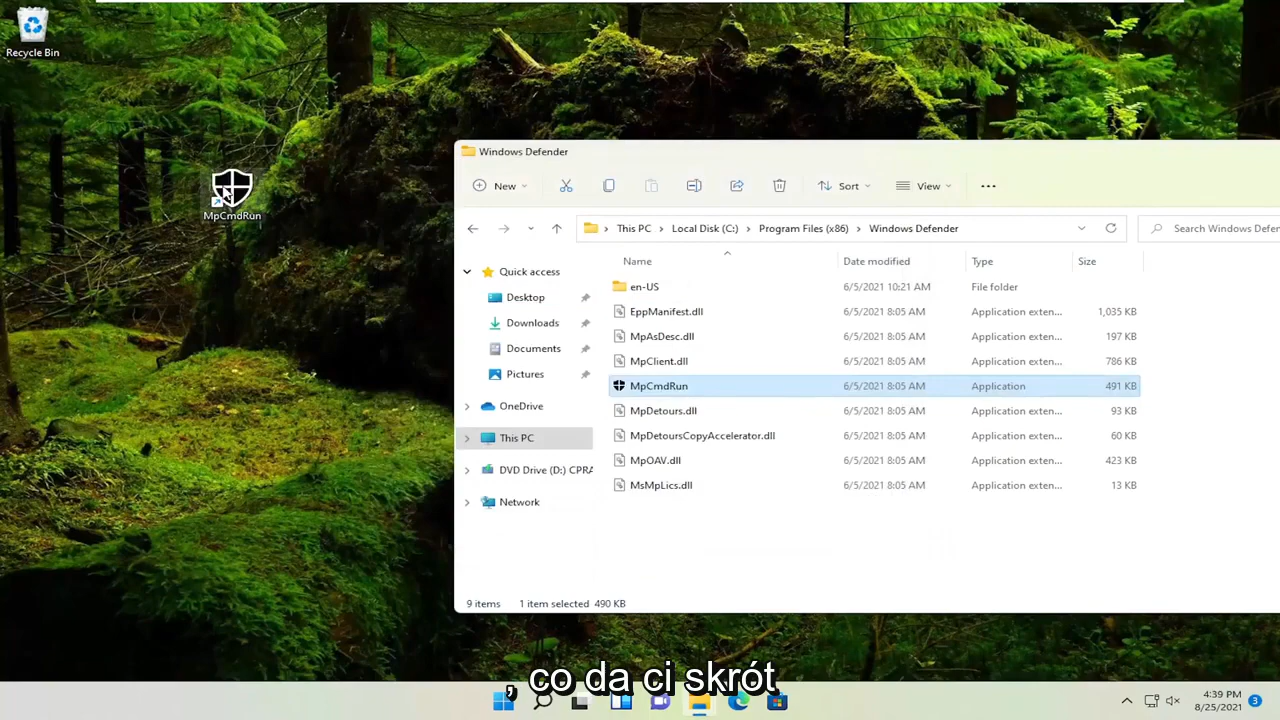 Recycle Bin
MpCmdRun
Windows Defender
New
Sort
View
This PC > Local Disk (C:) > Program Files (x86) > Windows Defender
Search Windows Defen
Name Date modified Type Size
Quick access
Desktop
Downloads
Documents
Pictures
OneDrive
This PC
DVD Drive (D:) CPRA
Network
en-US 6/5/2021 10:21 AM File folder
EppManifest.dll 6/5/2021 8:05 AM Application exten... 1,035 KB
MpAsDesc.dll 6/5/2021 8:05 AM Application exten... 197 KB
MpClient.dll 6/5/2021 8:05 AM Application exten... 786 KB
MpCmdRun 6/5/2021 8:05 AM Application 491 KB
MpDetours.dll 6/5/2021 8:05 AM Application exten... 93 KB
MpDetoursCopyAccelerator.dll 6/5/2021 8:05 AM Application exten... 60 KB
MpOAV.dll 6/5/2021 8:05 AM Application exten... 423 KB
MsMpLics.dll 6/5/2021 8:05 AM Application exten... 13 KB
9 items 1 item selected 490 KB
, co da ci skrót
4:39 PM
8/25/2021
3